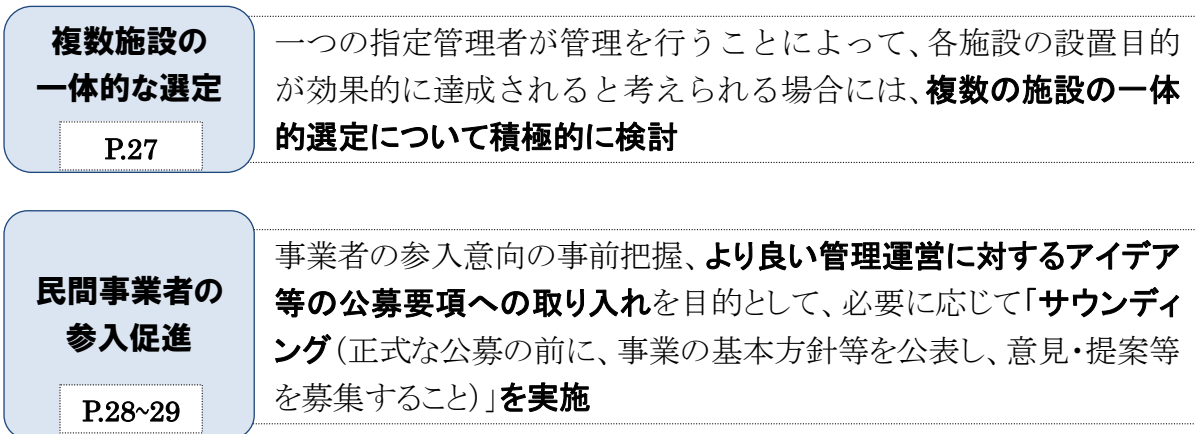 複数施設の
一体的な選定
P.27
一つの指定管理者が管理を行うことによって、各施設の設置目的
が効果的に達成されると考えられる場合には、複数の施設の一体
的選定について積極的に検討
民間事業者の
参入促進
P.28~29
事業者の参入意向の事前把握、より良い管理運営に対するアイデア
等の公募要項への取り入れを目的として、必要に応じて「サウンディ
ング(正式な公募の前に、事業の基本方針等を公表し、意見・提案等
を募集すること)」を実施